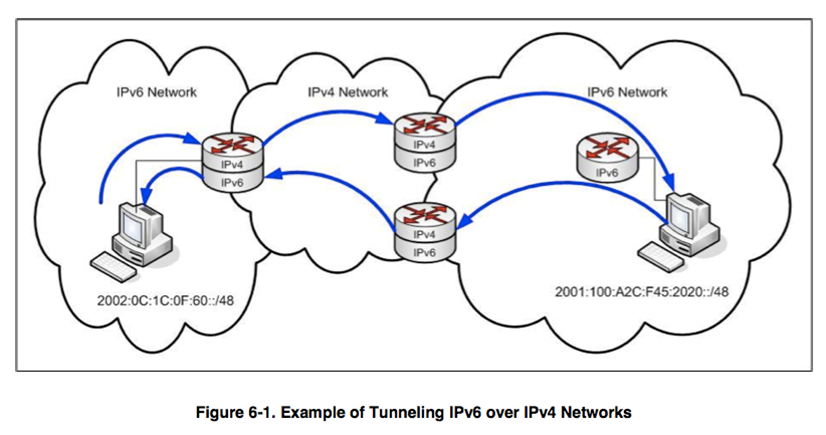 IPv6 Network
IPv4 Network
IPv6 Network
IPv4
IPv6
IPv4
IPv6
IPv6
IPv4
IPv6
2002:0C:1C:0F:60::/48
2001:100:A2C:F45:2020::/48
Figure 6-1. Example of Tunneling IPv6 over IPv4 Networks